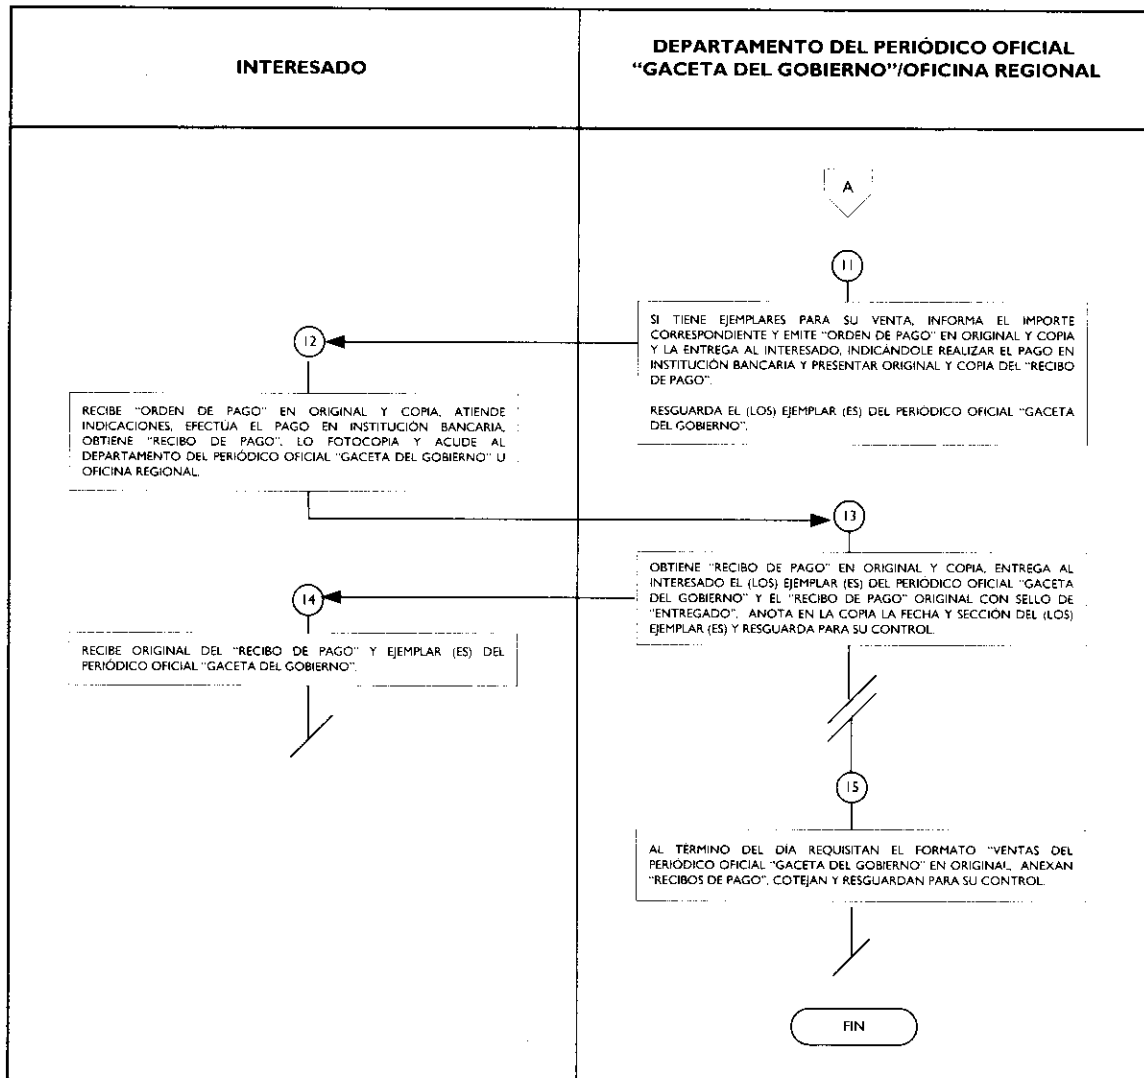 INTERESADO
DEPARTAMENTO DEL PERIÓDICO OFICIAL
“GACETA DEL GOBIERNO”/OFICINA REGIONAL
A
11
SI TIENE EJEMPLARES PARA SU VENTA, INFORMA EL IMPORTE
CORRESPONDIENTE Y EMITE “ORDEN DE PAGO” EN ORIGINAL Y COPIA
Y LA ENTREGA AL INTERESADO, INDICÁNDOLE REALIZAR EL PAGO EN
INSTITUCIÓN BANCARIA Y PRESENTAR ORIGINAL Y COPIA DEL “RECIBO
DE PAGO”.
RESGUARDA EL (LOS) EJEMPLAR (ES) DEL PERIÓDICO OFICIAL “GACETA
DEL GOBIERNO”.
12
RECIBE “ORDEN DE PAGO” EN ORIGINAL Y COPIA, ATIENDE
INDICACIONES, EFECTÚA EL PAGO EN INSTITUCIÓN BANCARIA,
OBTIENE “RECIBO DE PAGO”, LO FOTOCOPIA Y ACUDE AL
DEPARTAMENTO DEL PERIÓDICO OFICIAL “GACETA DEL GOBIERNO” U
OFICINA REGIONAL.
13
OBTIENE “RECIBO DE PAGO” EN ORIGINAL Y COPIA, ENTREGA AL
INTERESADO EL (LOS) EJEMPLAR (ES) DEL PERIÓDICO OFICIAL “GACETA
DEL GOBIERNO” Y EL “RECIBO DE PAGO” ORIGINAL CON SELLO DE
“ENTREGADO”, ANOTA EN LA COPIA LA FECHA Y SECCIÓN DEL (LOS)
EJEMPLAR (ES) Y RESGUARDA PARA SU CONTROL.
14
RECIBE ORIGINAL DEL “RECIBO DE PAGO” Y EJEMPLAR (ES) DEL
PERIÓDICO OFICIAL “GACETA DEL GOBIERNO”.
15
AL TÉRMINO DEL DÍA REQUISITAN EL FORMATO “VENTAS DEL
PERIÓDICO OFICIAL “GACETA DEL GOBIERNO” EN ORIGINAL, ANEXAN
“RECIBOS DE PAGO”, COTEJAN Y RESGUARDAN PARA SU CONTROL.
FIN